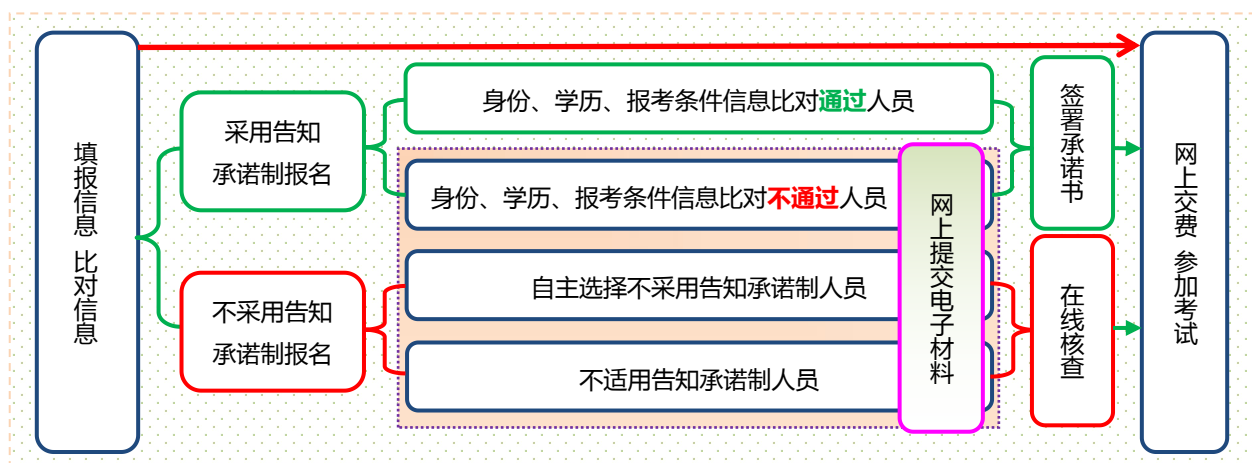 填报信息 比对信息
采用告知
承诺制报名
不采用告知
承诺制报名
身份、学历、报考条件信息比对通过人员
身份、学历、报考条件信息比对不通过人员
自主选择不采用告知承诺制人员
不适用告知承诺制人员
网上提交电子材料
签署承诺书
在线核查
网上交费 参加考试